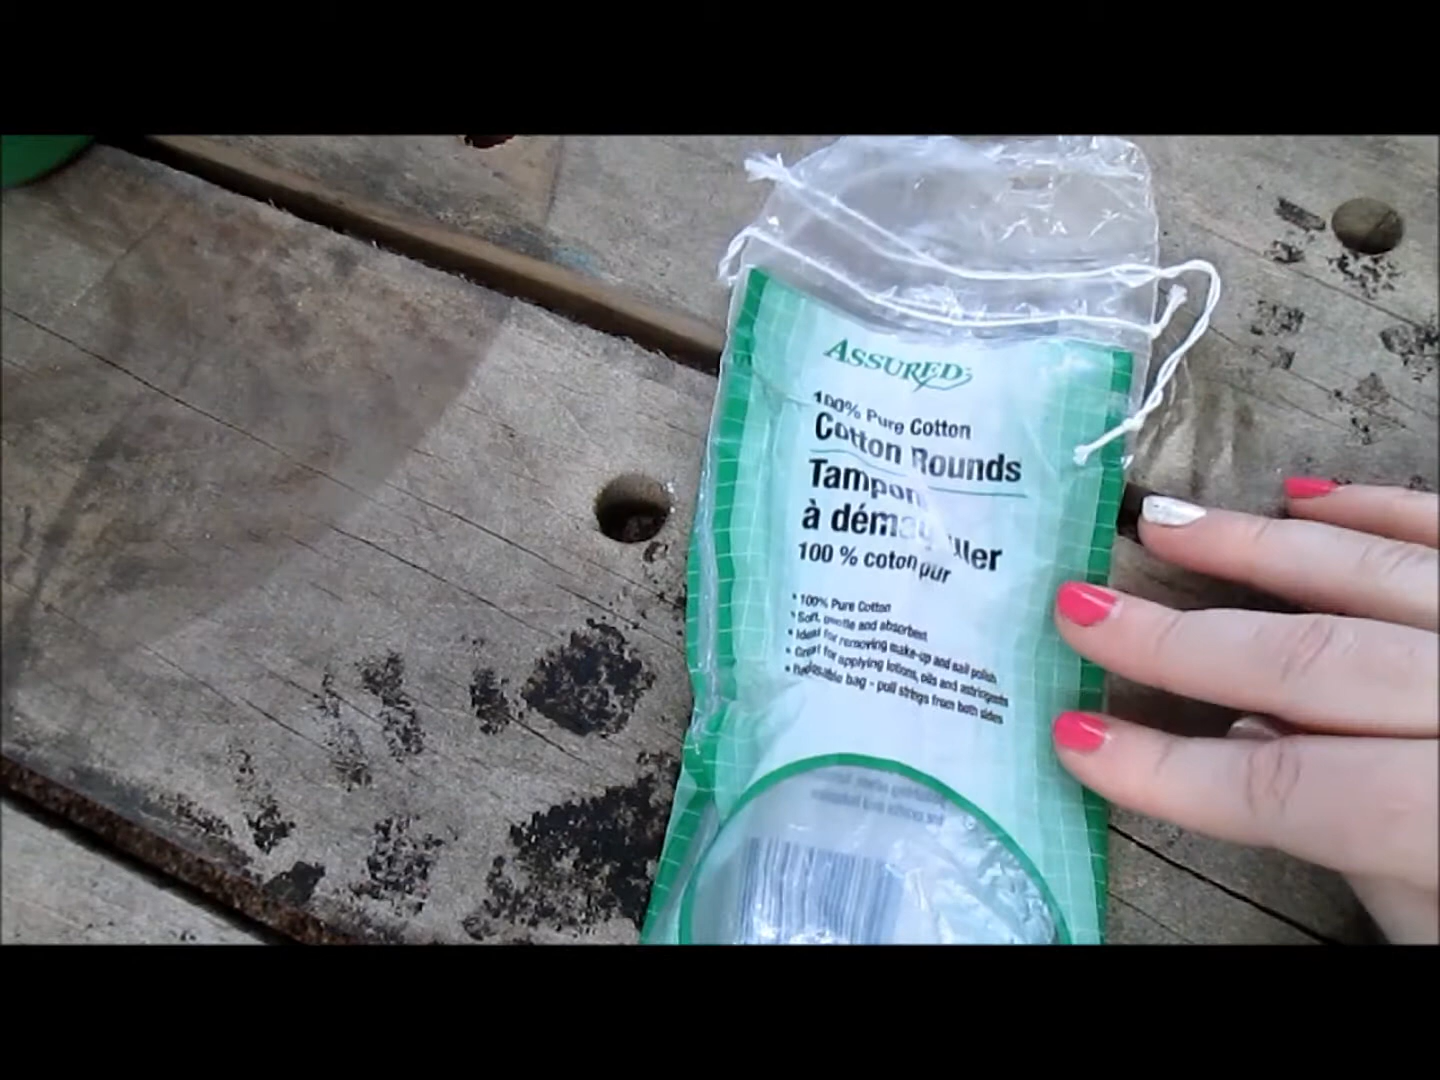 ASSURED
100% Pure Cotton
Cotton Rounds
Tampon
à
100 % coton pur
• 100% Pure Cotton
• Soft, gentle and absorbent
• Ideal for removing make-up and nail polish
• Great for applying lotions, oils and astringents
• Reclosable bag - pull strings from both sides